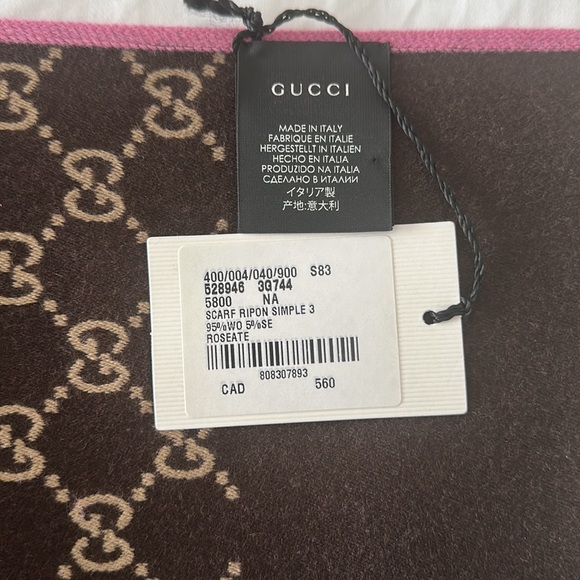 GUCCI
MADE IN ITALY
FABRIQUE EN ITALIE
HERGESTELLT IN ITALIEN
HECHO EN ITALIA
PRODUZIDO NA ITALIA
СДЕЛАНО В ИТАЛИИ
イタリア製
产地:意大利
400/004/040/900 S83
528946 3G744
5800 NA
SCARF RIPON SIMPLE 3
95%WO 5%SE
ROSEATE
808307893
CAD 560